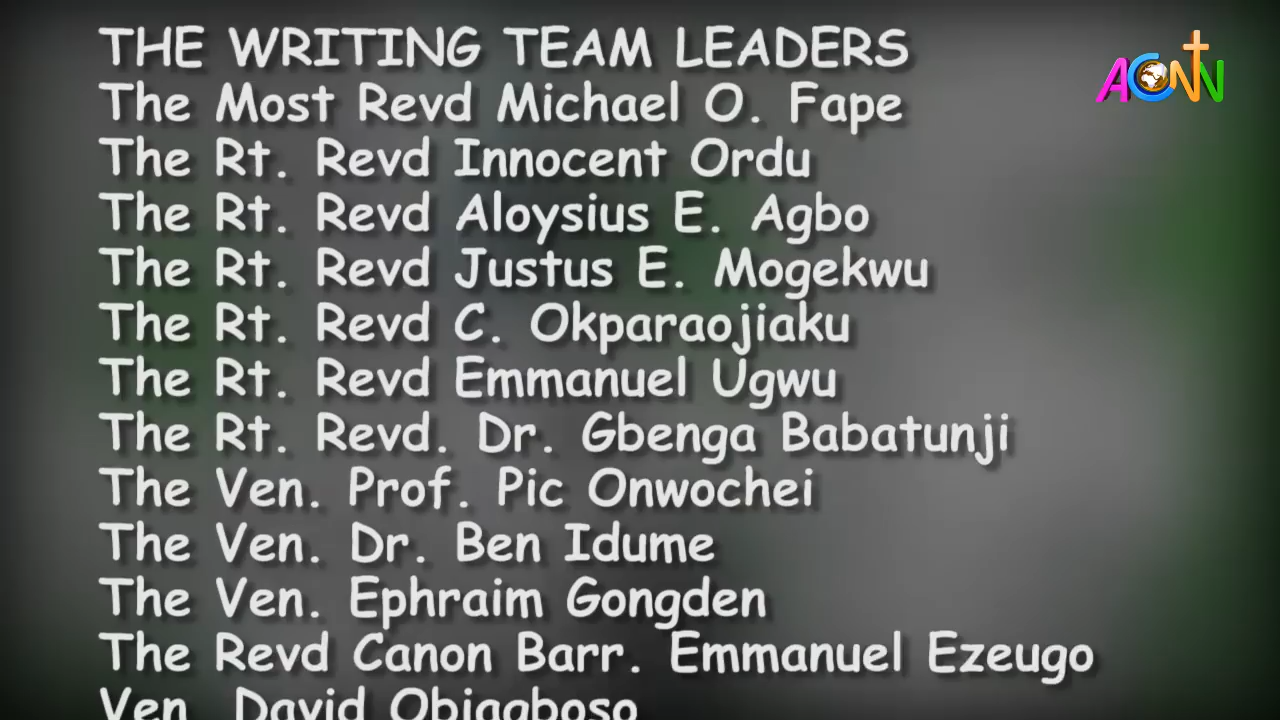 THE WRITING TEAM LEADERS
ACNN
The Most Revd Michael O. Fape
The Rt. Revd Innocent Ordu
The Rt. Revd Aloysius E. Agbo
The Rt. Revd Justus E. Mogekwu
The Rt. Revd C. Okparaojiaku
The Rt. Revd Emmanuel Ugwu
The Rt. Revd. Dr. Gbenga Babatunji
The Ven. Prof. Pic Onwochei
The Ven. Dr. Ben Idume
The Ven. Ephraim Gongden
The Revd Canon Barr. Emmanuel Ezeugo
Ven. David Obiagboso